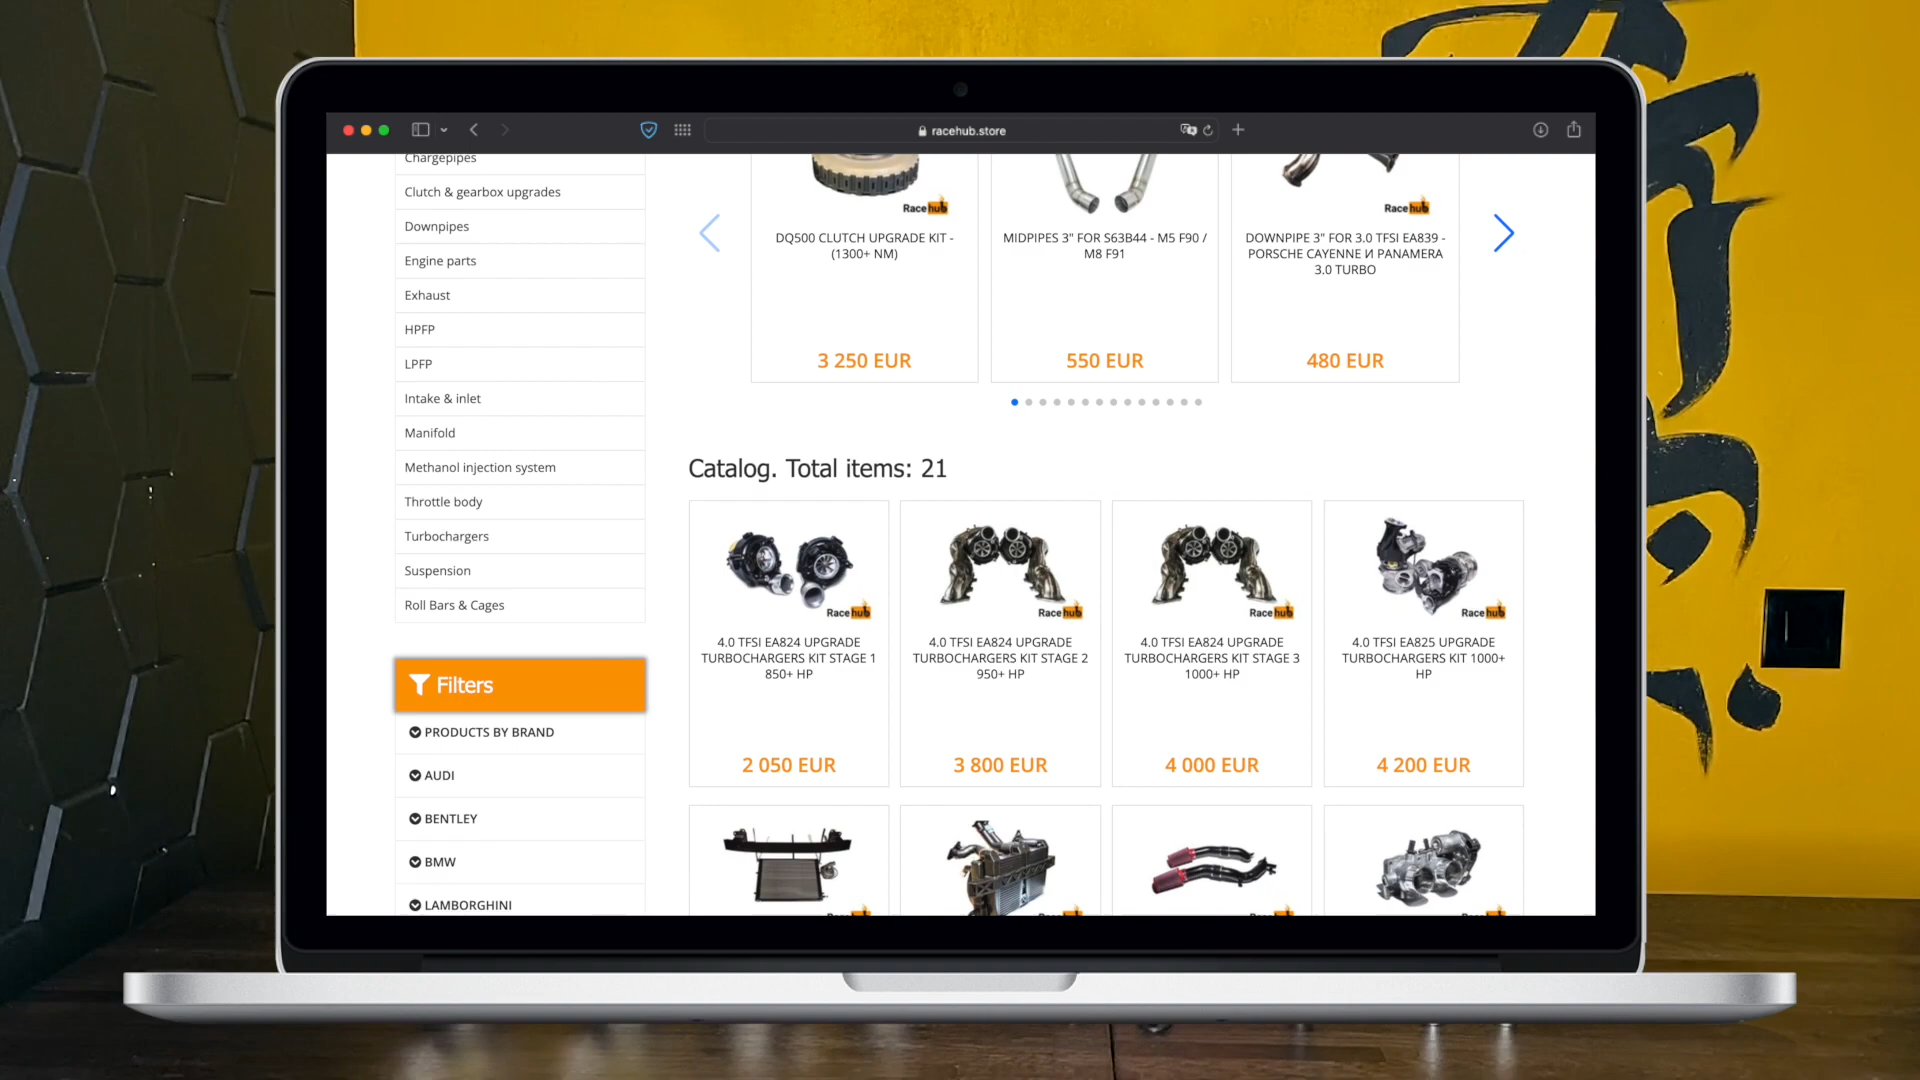 racehub.store
Chargepipes
Clutch & gearbox upgrades
Downpipes
Engine parts
Exhaust
HPFP
LPFP
Intake & inlet
Manifold
Methanol injection system
Throttle body
Turbochargers
Suspension
Roll Bars & Cages
Filters
PRODUCTS BY BRAND
AUDI
BENTLEY
BMW
LAMBORGHINI
Race hub
DQ500 CLUTCH UPGRADE KIT -
(1300+ NM)
3 250 EUR
MIDPIPES 3" FOR S63B44 - M5 F90 /
M8 F91
550 EUR
Race hub
DOWNPIPE 3" FOR 3.0 TFSI EA839 -
PORSCHE CAYENNE И PANAMERA
3.0 TURBO
480 EUR
Catalog. Total items: 21
Race hub
4.0 TFSI EA824 UPGRADE
TURBOCHARGERS KIT STAGE 1
850+ HP
2 050 EUR
Race hub
4.0 TFSI EA824 UPGRADE
TURBOCHARGERS KIT STAGE 2
950+ HP
3 800 EUR
Race hub
4.0 TFSI EA824 UPGRADE
TURBOCHARGERS KIT STAGE 3
1000+ HP
4 000 EUR
Race hub
4.0 TFSI EA825 UPGRADE
TURBOCHARGERS KIT 1000+
HP
4 200 EUR